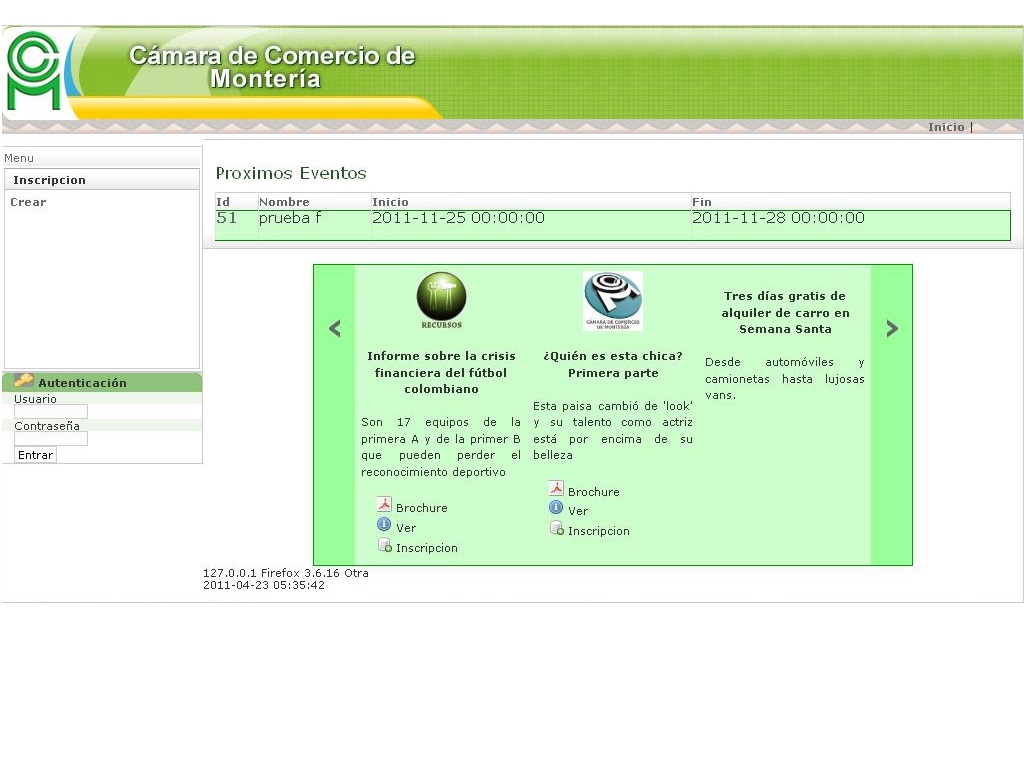 Cámara de Comercio de
Montería
Inicio |
Menu
Inscripcion
Crear
Autenticación
Usuario
Contraseña
Entrar
Proximos Eventos
Id Nombre Inicio Fin
51 prueba f 2011-11-25 00:00:00 2011-11-28 00:00:00
<
RECURSOS
Informe sobre la crisis
financiera del fútbol
colombiano
Son 17 equipos de la
primera A y de la primer B
que pueden perder el
reconocimiento deportivo
Brochure
Ver
Inscripcion
CÁMARA DE COMERCIO
DE MONTERÍA
¿Quién es esta chica?
Primera parte
Esta paisa cambió de 'look'
y su talento como actriz
está por encima de su
belleza
Brochure
Ver
Inscripcion
Tres días gratis de
alquiler de carro en
Semana Santa
Desde automóviles y
camionetas hasta lujosas
vans.
>
127.0.0.1 Firefox 3.6.16 Otra
2011-04-23 05:35:42